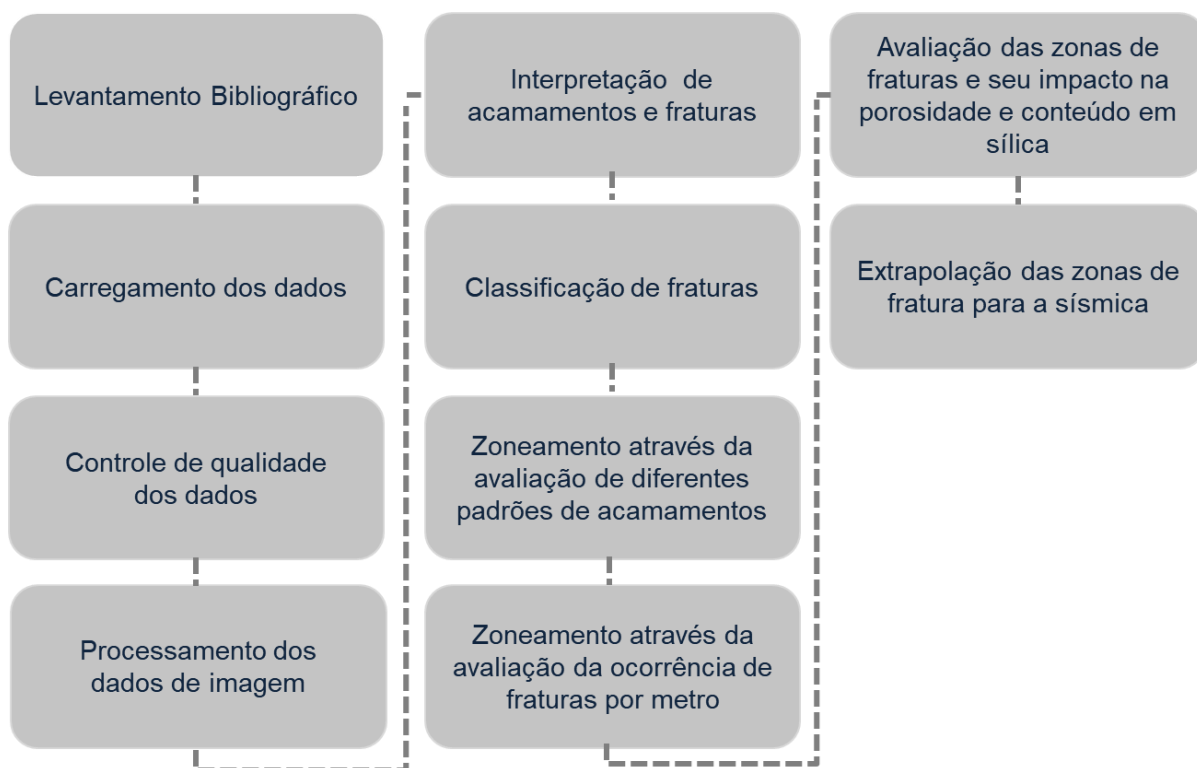 Levantamento Bibliográfico
Carregamento dos dados
Controle de qualidade
dos dados
Processamento dos
dados de imagem
Interpretação de
acamamentos e fraturas
Classificação de fraturas
Zoneamento através da
avaliação de diferentes
padrões de acamamentos
Zoneamento através da
avaliação da ocorrência de
fraturas por metro
Avaliação das zonas de
fraturas e seu impacto na
porosidade e conteúdo em
sílica
Extrapolação das zonas de
fratura para a sísmica